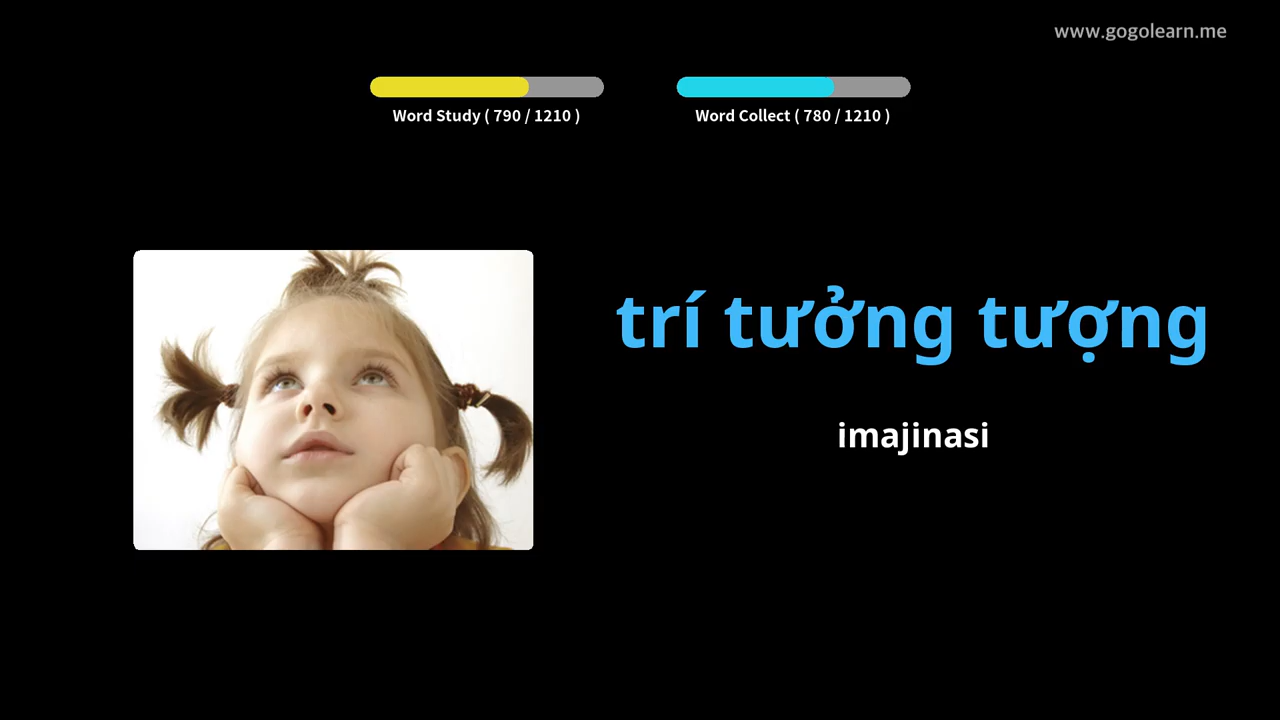 www.gogolearn.me
Word Study ( 790 / 1210 )
Word Collect ( 780 / 1210 )
trí tưởng tượng
imajinasi